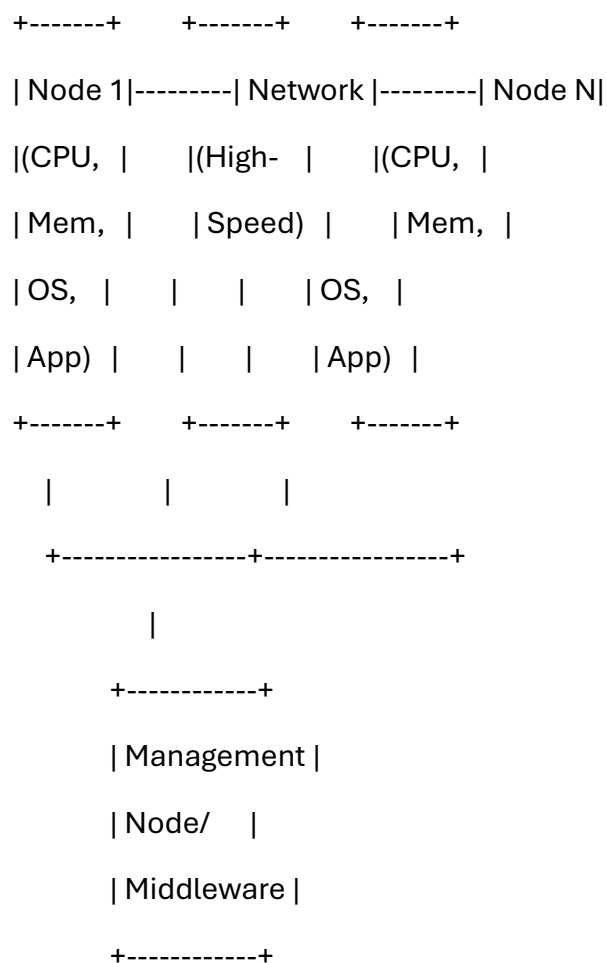 +-------+     +-------+     +-------+
| Node 1|---------| Network |---------| Node N|
|(CPU,  |     |(High-  |     |(CPU,  |
| Mem,  |     | Speed)  |     | Mem,  |
| OS,   |     |     |     | OS,   |
| App)  |     |     |     | App)  |
+-------+     +-------+     +-------+
   |            |            |
   +-----------------+-----------------+
            |
        +------------+
        | Management |
        | Node/    |
        | Middleware |
        +------------+